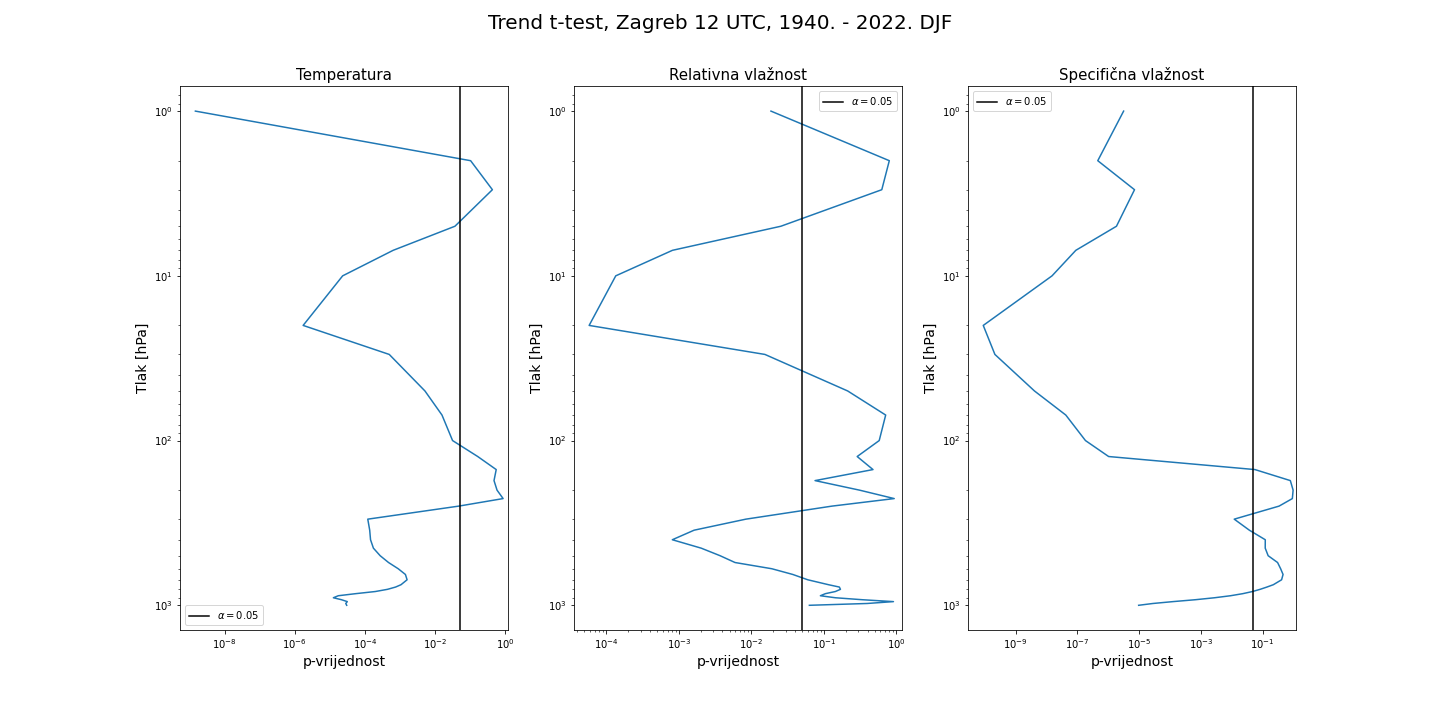 Trend t-test, Zagreb 12 UTC, 1940. - 2022. DJF
Temperatura
10⁰
10¹
10²
10³
Tlak [hPa]
α = 0.05
10⁻⁸
10⁻⁶
10⁻⁴
10⁻²
10⁰
p-vrijednost
Relativna vlažnost
α = 0.05
10⁰
10¹
10²
10³
Tlak [hPa]
10⁻⁴
10⁻³
10⁻²
10⁻¹
10⁰
p-vrijednost
Specifična vlažnost
α = 0.05
10⁰
10¹
10²
10³
Tlak [hPa]
10⁻⁹
10⁻⁷
10⁻⁵
10⁻³
10⁻¹
p-vrijednost